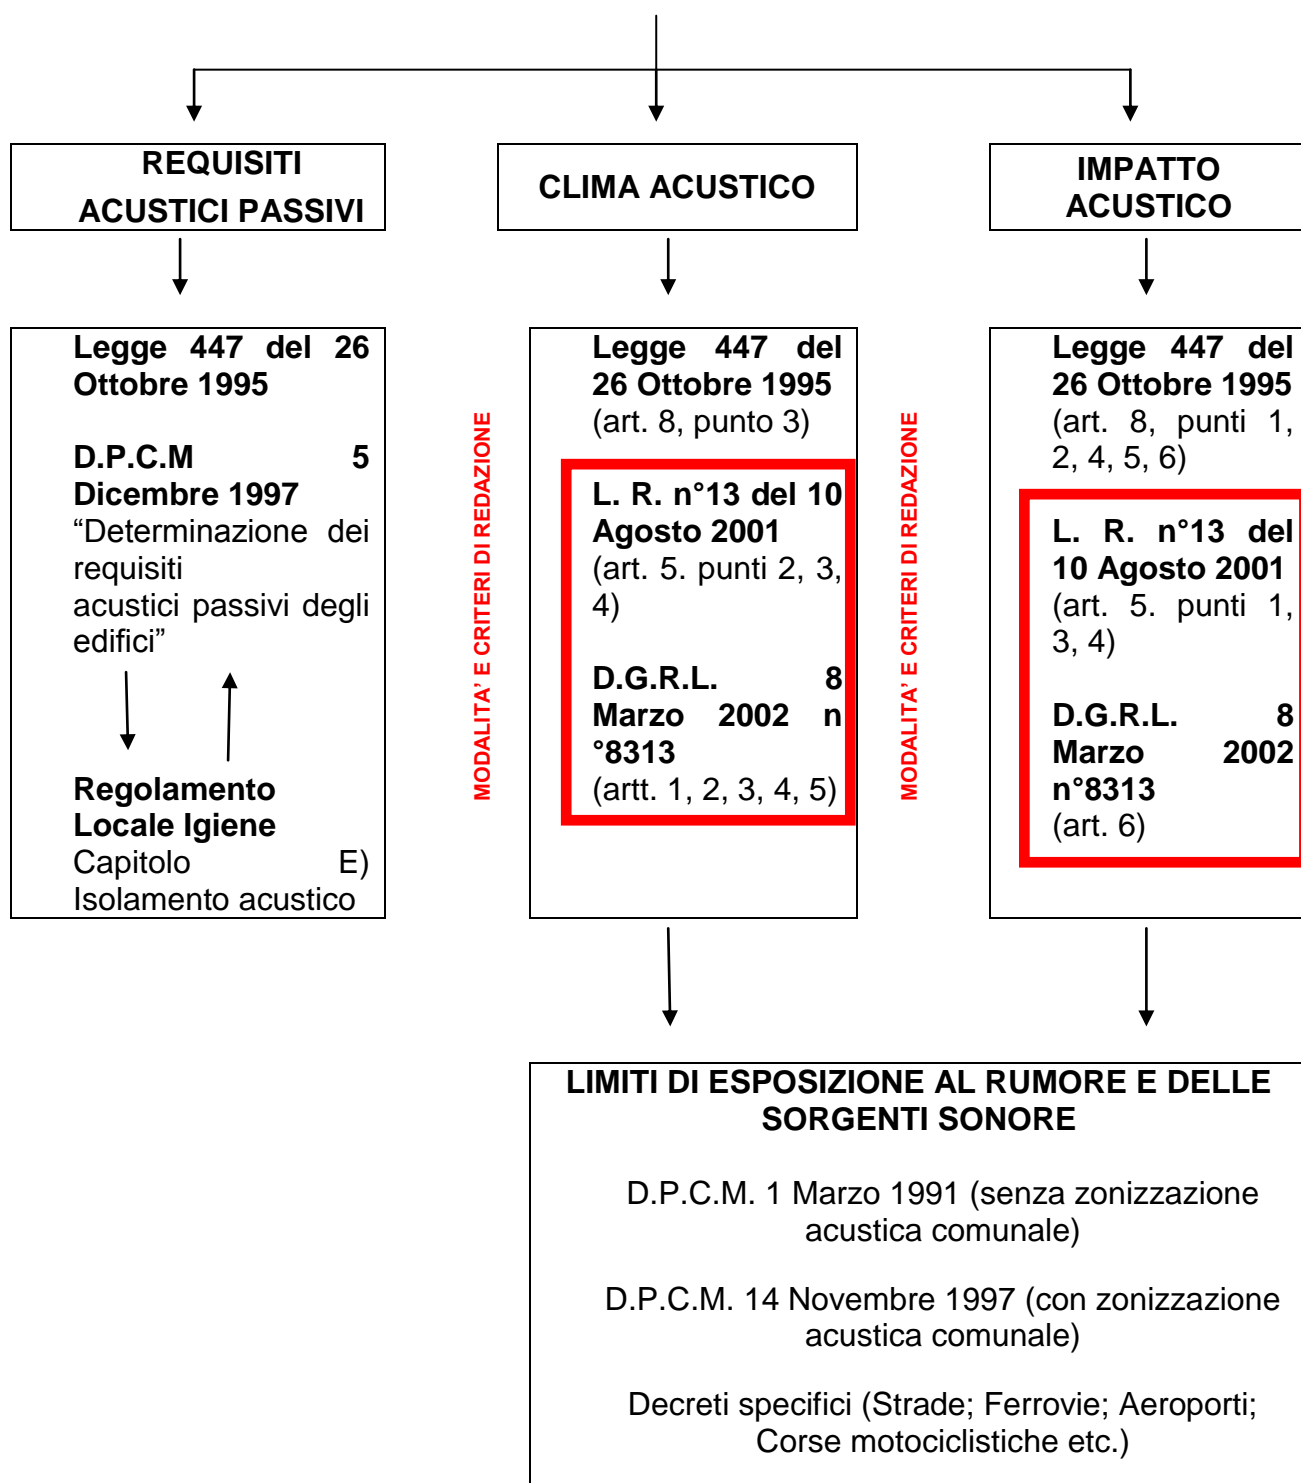 REQUISITI
ACUSTICI PASSIVI
CLIMA ACUSTICO
IMPATTO
ACUSTICO
Legge 447 del 26
Ottobre 1995
D.P.C.M 5
Dicembre 1997
“Determinazione dei
requisiti
acustici passivi degli
edifici”
Regolamento
Locale Igiene
Capitolo E)
Isolamento acustico
MODALITA’ E CRITERI DI REDAZIONE
Legge 447 del
26 Ottobre 1995
(art. 8, punto 3)
L. R. n°13 del 10
Agosto 2001
(art. 5. punti 2, 3,
4)
D.G.R.L. 8
Marzo 2002 n
°8313
(artt. 1, 2, 3, 4, 5)
MODALITA’ E CRITERI DI REDAZIONE
Legge 447 del
26 Ottobre 1995
(art. 8, punti 1,
2, 4, 5, 6)
L. R. n°13 del
10 Agosto 2001
(art. 5. punti 1,
3, 4)
D.G.R.L. 8
Marzo 2002
n°8313
(art. 6)
LIMITI DI ESPOSIZIONE AL RUMORE E DELLE
SORGENTI SONORE
D.P.C.M. 1 Marzo 1991 (senza zonizzazione
acustica comunale)
D.P.C.M. 14 Novembre 1997 (con zonizzazione
acustica comunale)
Decreti specifici (Strade; Ferrovie; Aeroporti;
Corse motociclistiche etc.)